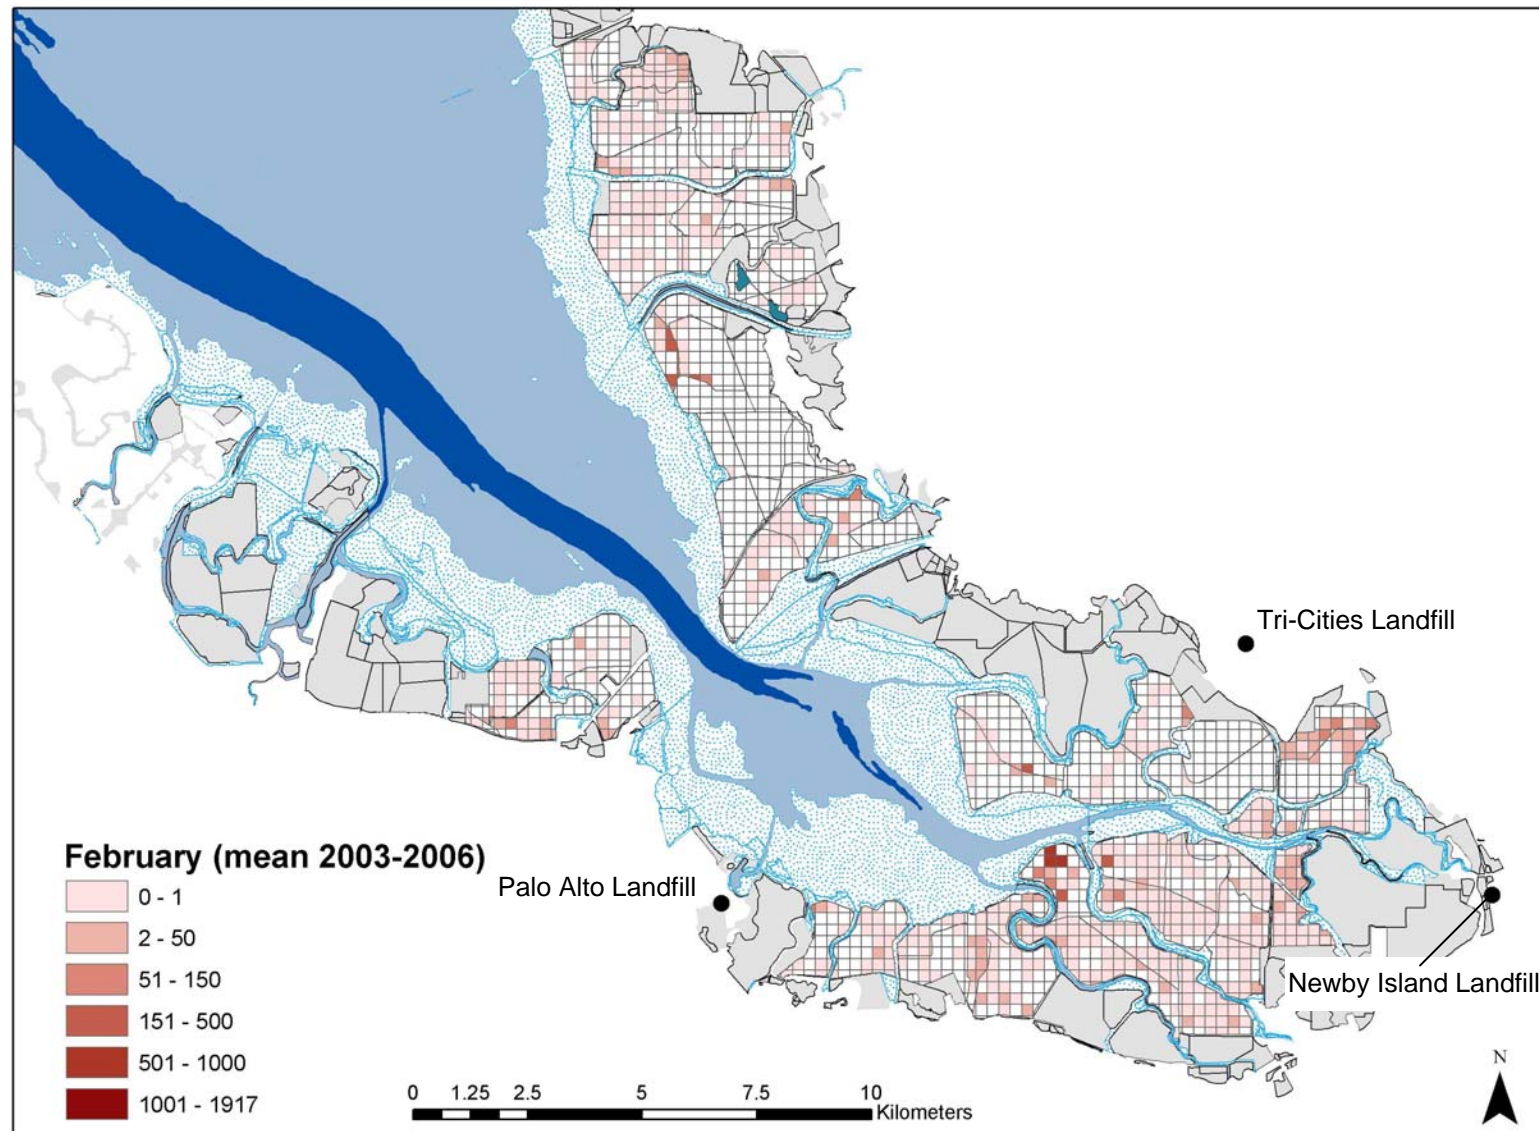 Tri-Cities Landfill
February (mean 2003-2006)
0 - 1
2 - 50
51 - 150
151 - 500
501 - 1000
1001 - 1917
Palo Alto Landfill
Newby Island Landfill
0 1.25 2.5 5 7.5 10
Kilometers
N